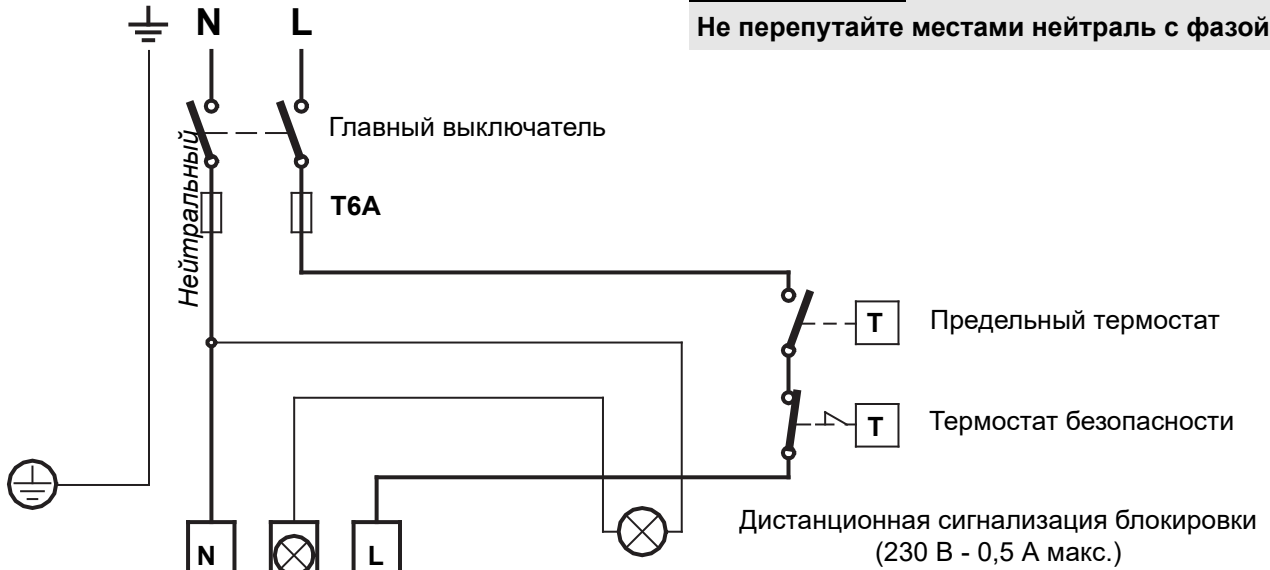 Не перепутайте местами нейтраль с фазой
N L
Главный выключатель
Нейтральный
T6A
T Предельный термостат
T Термостат безопасности
Дистанционная сигнализация блокировки
(230 В - 0,5 А макс.)
N L